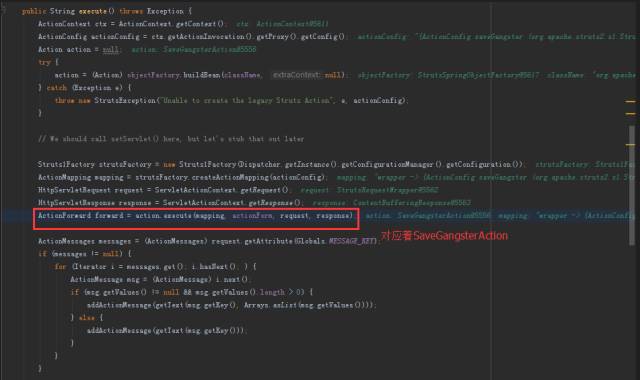 public String execute() throws Exception {
ActionContext ctx = ActionContext.getContext(); ctx: ActionContext@5611
ActionConfig actionConfig = ctx.getActionInvocation().getProxy().getConfig(); actionConfig: "{ActionConfig saveGangster (org.apache.struts2.s1.Stru
Action action = null; action: SaveGangsterAction@5556
try {
action = (Action) objectFactory.buildBean(className, extraContext: null); objectFactory: StrutsSpringObjectFactory@5617 className: "org.ap
} catch (Exception e) {
throw new StrutsException("Unable to create the legacy Struts Action", e, actionConfig);
}
// We should call setServlet() here, but let's stub that out later
Struts1Factory strutsFactory = new Struts1Factory(Dispatcher.getInstance().getConfigurationManager().getConfiguration()); strutsFactory: Struts1F
ActionMapping mapping = strutsFactory.createActionMapping(actionConfig); mapping: "wrapper -> {ActionConfig saveGangster (org.apache.struts2.s1.Str
HttpServletRequest request = ServletActionContext.getRequest(); request: StrutsRequestWrapper@5562
HttpServletResponse response = ServletActionContext.getResponse(); response: ContentBufferingResponse@5563
ActionForward forward = action.execute(mapping, actionForm, request, response); action: SaveGangsterAction@5556 mapping: "wrapper -> {ActionConfig
对应着SaveGangsterAction
ActionMessages messages = (ActionMessages) request.getAttribute(Globals.MESSAGE_KEY);
if (messages != null) {
for (Iterator i = messages.get(); i.hasNext(); ) {
ActionMessage msg = (ActionMessage) i.next();
if (msg.getValues() != null && msg.getValues().length > 0) {
addActionMessage(getText(msg.getKey(), Arrays.asList(msg.getValues())));
} else {
addActionMessage(getText(msg.getKey()));
}
}
}